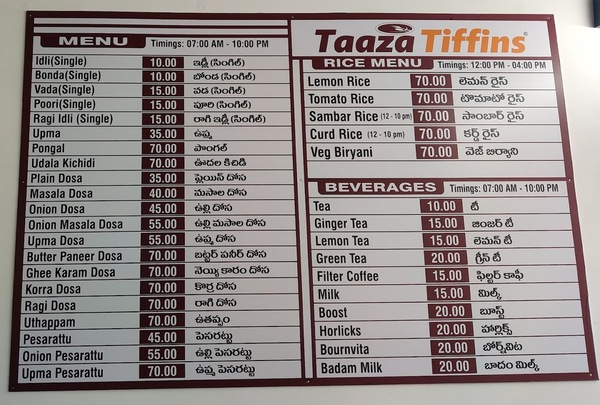 MENU Timings: 07:00 AM - 10:00 PM
Idli(Single) 10.00 ఇడ్లీ (సింగిల్)
Bonda(Single) 10.00 బోండ (సింగిల్)
Vada(Single) 15.00 వడ (సింగిల్)
Poori(Single) 15.00 పూరి (సింగిల్)
Ragi Idli (Single) 15.00 రాగి ఇడ్లీ (సింగిల్)
Upma 35.00 ఉప్మ
Pongal 70.00 పొంగల్
Udala Kichidi 70.00 ఊదల కిచిడి
Plain Dosa 35.00 ప్లెయిన్ దోస
Masala Dosa 40.00 మసాల దోస
Onion Dosa 45.00 ఉల్లి దోస
Onion Masala Dosa 55.00 ఉల్లి మసాల దోస
Upma Dosa 55.00 ఉప్మ దోస
Butter Paneer Dosa 70.00 బట్టర్ పనీర్ దోస
Ghee Karam Dosa 70.00 నెయ్యి కారం దోస
Korra Dosa 70.00 కొర్ర దోస
Ragi Dosa 70.00 రాగి దోస
Uthappam 70.00 ఉతప్పం
Pesarattu 45.00 పెసరట్టు
Onion Pesarattu 55.00 ఉల్లి పెసరట్టు
Upma Pesarattu 70.00 ఉప్మ పెసరట్టు
Taaza Tiffins®
RICE MENU Timings: 12:00 PM - 04:00 PM
Lemon Rice 70.00 లెమన్ రైస్
Tomato Rice 70.00 టొమాటో రైస్
Sambar Rice (12 - 10 pm) 70.00 సాంబార్ రైస్
Curd Rice (12 - 10 pm) 70.00 కర్డ్ రైస్
Veg Biryani 70.00 వెజ్ బిర్యాని
BEVERAGES Timings: 07:00 AM - 10:00 PM
Tea 10.00 టీ
Ginger Tea 15.00 జింజర్ టీ
Lemon Tea 15.00 లెమన్ టీ
Green Tea 20.00 గ్రీన్ టీ
Filter Coffee 15.00 ఫిల్టర్ కాఫీ
Milk 15.00 మిల్క్
Boost 20.00 బూస్ట్
Horlicks 20.00 హార్లిక్స్
Bournvita 20.00 బోర్న్‌విట
Badam Milk 20.00 బాదం మిల్క్